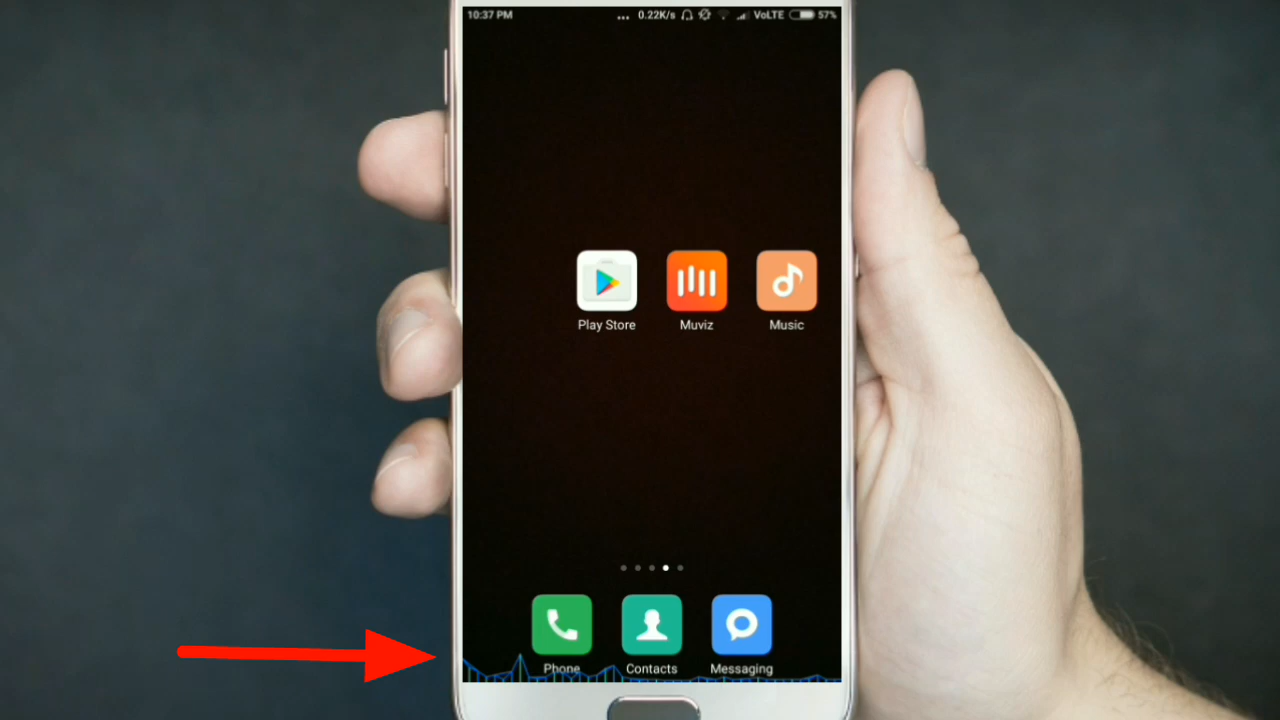 10:37 PM ... 0.22K/s VoLTE 57%
Play Store Muviz Music
Phone Contacts Messaging